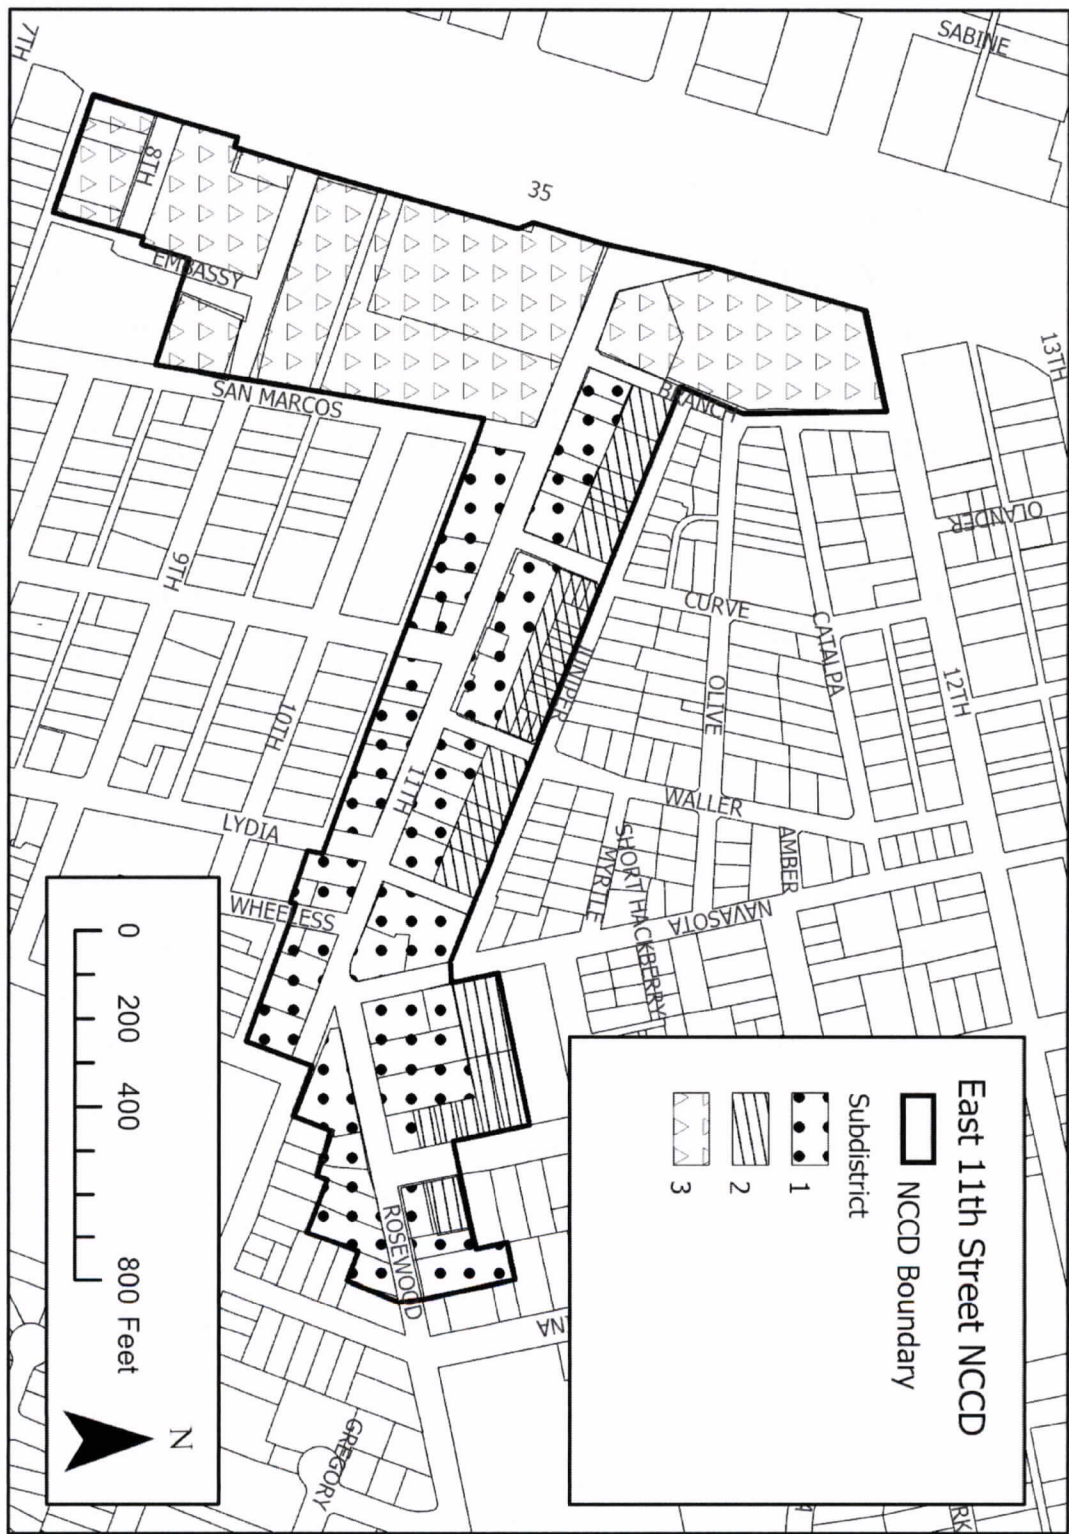 East 11th Street NCCD
NCCD Boundary
Subdistrict
1
2
3
0 200 400 800 Feet
N
SABINE
7TH
8TH
35
EMBASSY
SAN MARCOS
BRANCH
13TH
OLANDER
9TH
CURVE
CATALPA
OLIVE
12TH
JUNIPER
10TH
11TH
WALLER
LYDIA
AMBER
SHORT HACKBERRY
MYRTLE
NAVASOTA
WHEELESS
ROSEWOOD
INA
GREGORY
RK